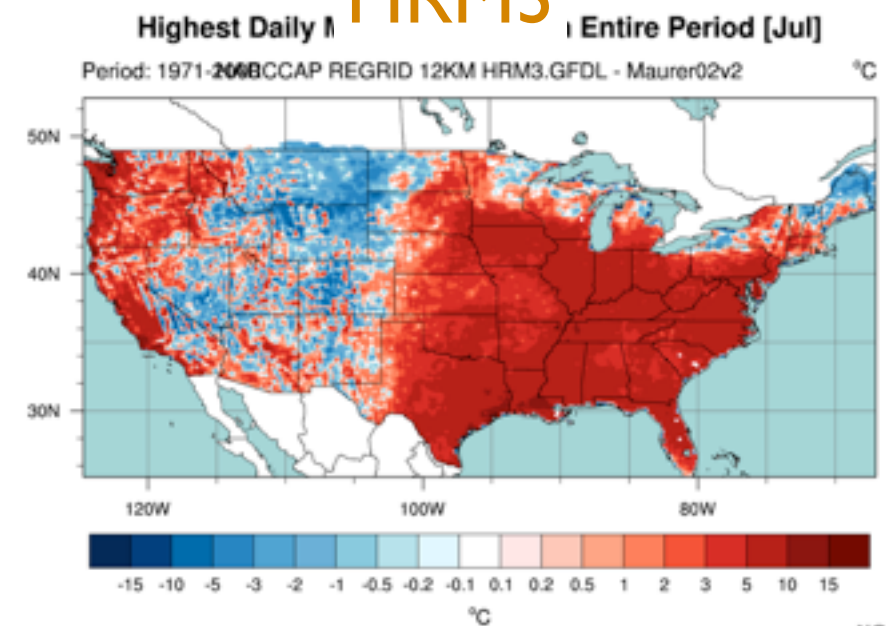 HRM3
Highest Daily Entire Period [Jul]
Period: 1971- NARCCAP REGRID 12KM HRM3.GFDL - Maurer02v2 °C
50N
40N
30N
120W 100W 80W
-15 -10 -5 -3 -2 -1 -0.5 -0.2 -0.1 0.1 0.2 0.5 1 2 3 5 10 15
°C